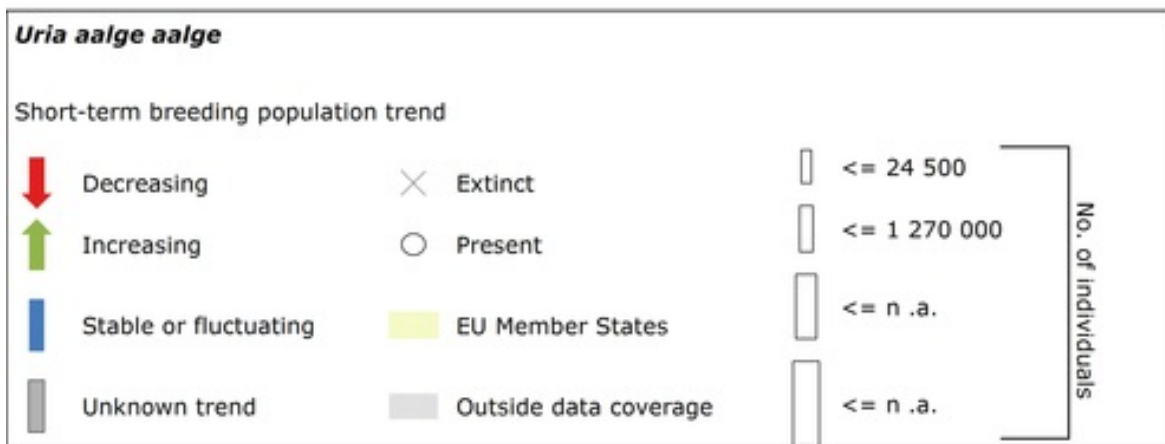 Uria aalge aalge
Short-term breeding population trend
Decreasing
Extinct
<= 24 500
Increasing
Present
<= 1 270 000
Stable or fluctuating
EU Member States
<= n .a.
Unknown trend
Outside data coverage
<= n .a.
No. of individuals